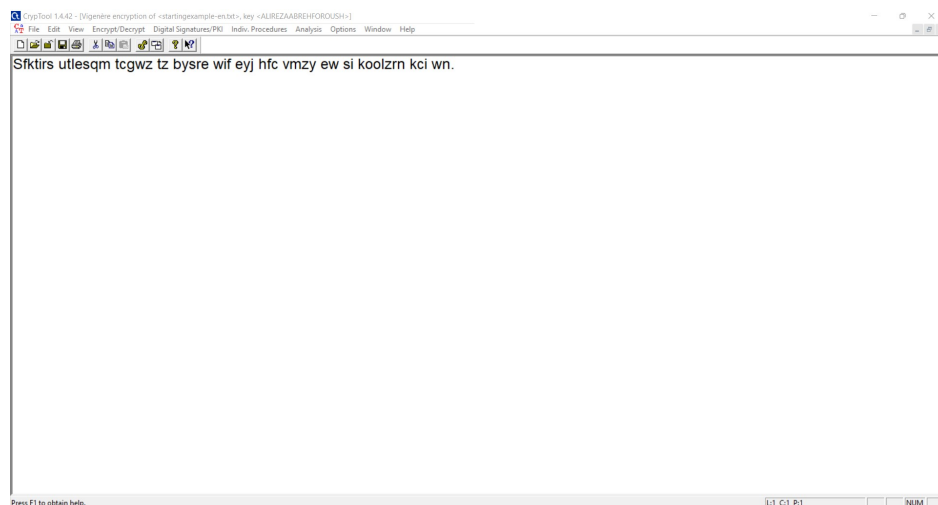 CrypTool 1.4.42 - [Vigenère encryption of <startingexample-en.txt>, key <ALIREZAABREHFOROUSH>]
File Edit View Encrypt/Decrypt Digital Signatures/PKI Indiv. Procedures Analysis Options Window Help
Sfktirs utlesqm tcgwz tz bysre wif eyj hfc vmzy ew si koolzrn kci wn.
Press F1 to obtain help. L:1 C:1 P:1 NUM